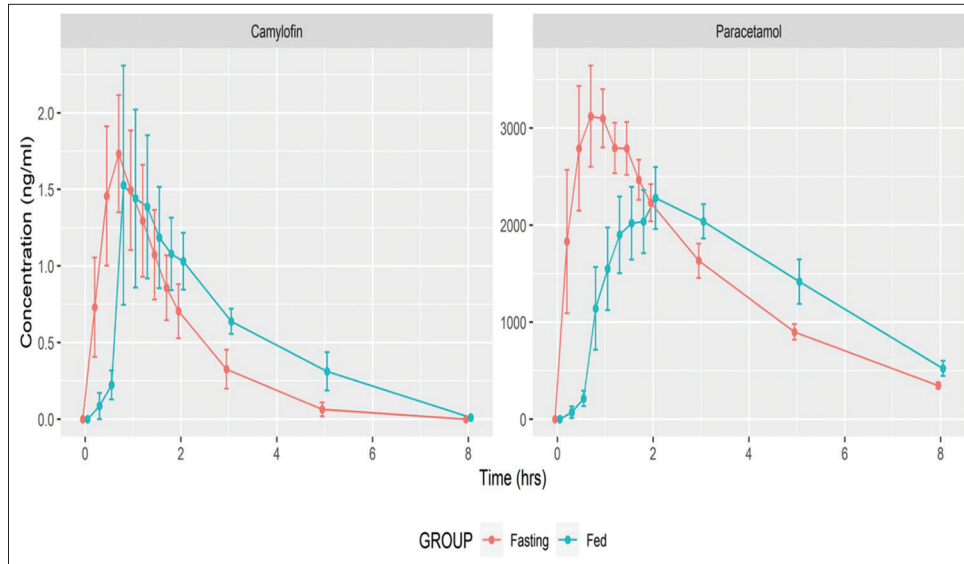 Camylofin
Paracetamol
Concentration (ng/ml)
2.0
1.5
1.0
0.5
0.0
3000
2000
1000
0
0 2 4 6 8
0 2 4 6 8
Time (hrs)
GROUP Fasting Fed